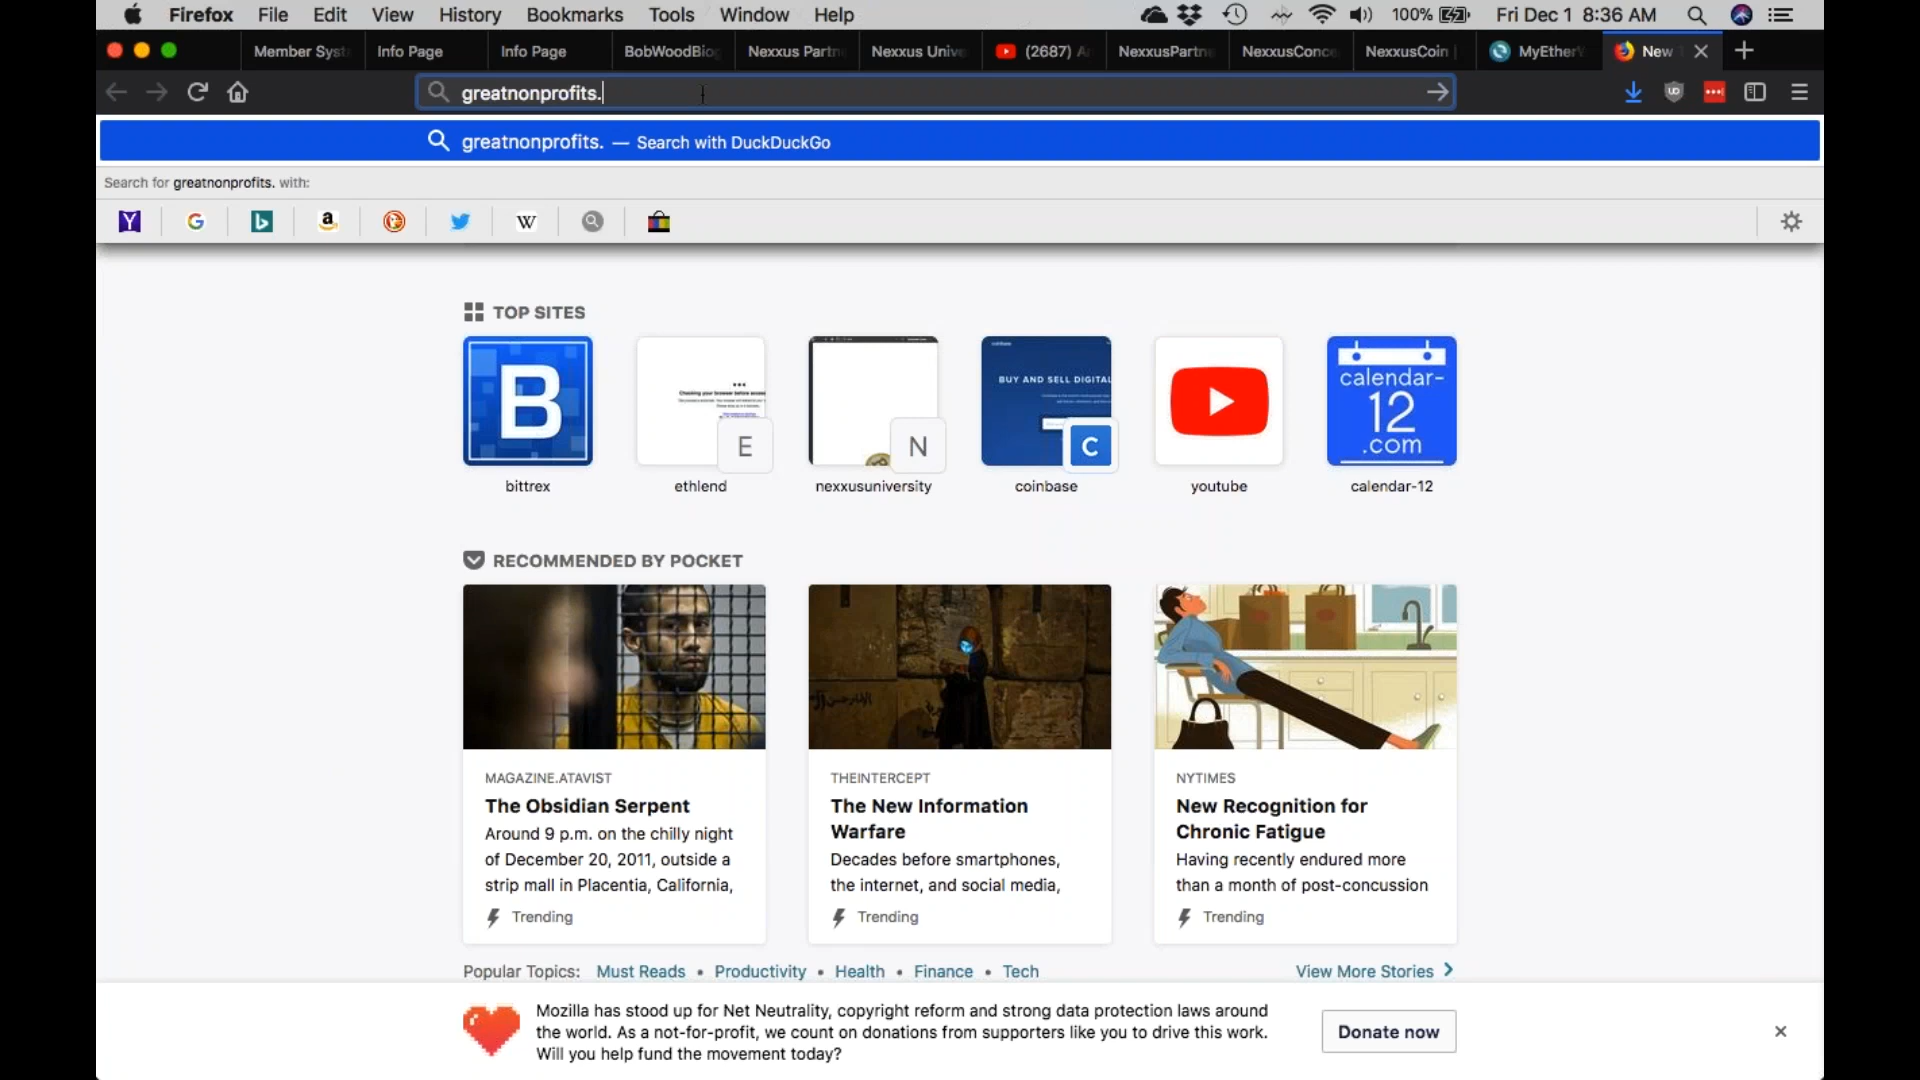 Firefox File Edit View History Bookmarks Tools Window Help 100% Fri Dec 1 8:36 AM
Member Syst Info Page Info Page BobWoodBlo Nexxus Partn Nexxus Unive (2687) A NexxusPartn NexxusConce NexxusCoin MyEther New
greatnonprofits.
greatnonprofits. — Search with DuckDuckGo
Search for greatnonprofits. with:
TOP SITES
B
BUY AND SELL DIGITAL
calendar-
12
.com
E N C
bittrex ethlend nexxusuniversity coinbase youtube calendar-12
RECOMMENDED BY POCKET
MAGAZINE.ATAVIST
The Obsidian Serpent
Around 9 p.m. on the chilly night
of December 20, 2011, outside a
strip mall in Placentia, California,
Trending
THEINTERCEPT
The New Information
Warfare
Decades before smartphones,
the internet, and social media,
Trending
NYTIMES
New Recognition for
Chronic Fatigue
Having recently endured more
than a month of post-concussion
Trending
Popular Topics: Must Reads • Productivity • Health • Finance • Tech View More Stories
Mozilla has stood up for Net Neutrality, copyright reform and strong data protection laws around
the world. As a not-for-profit, we count on donations from supporters like you to drive this work.
Will you help fund the movement today?
Donate now